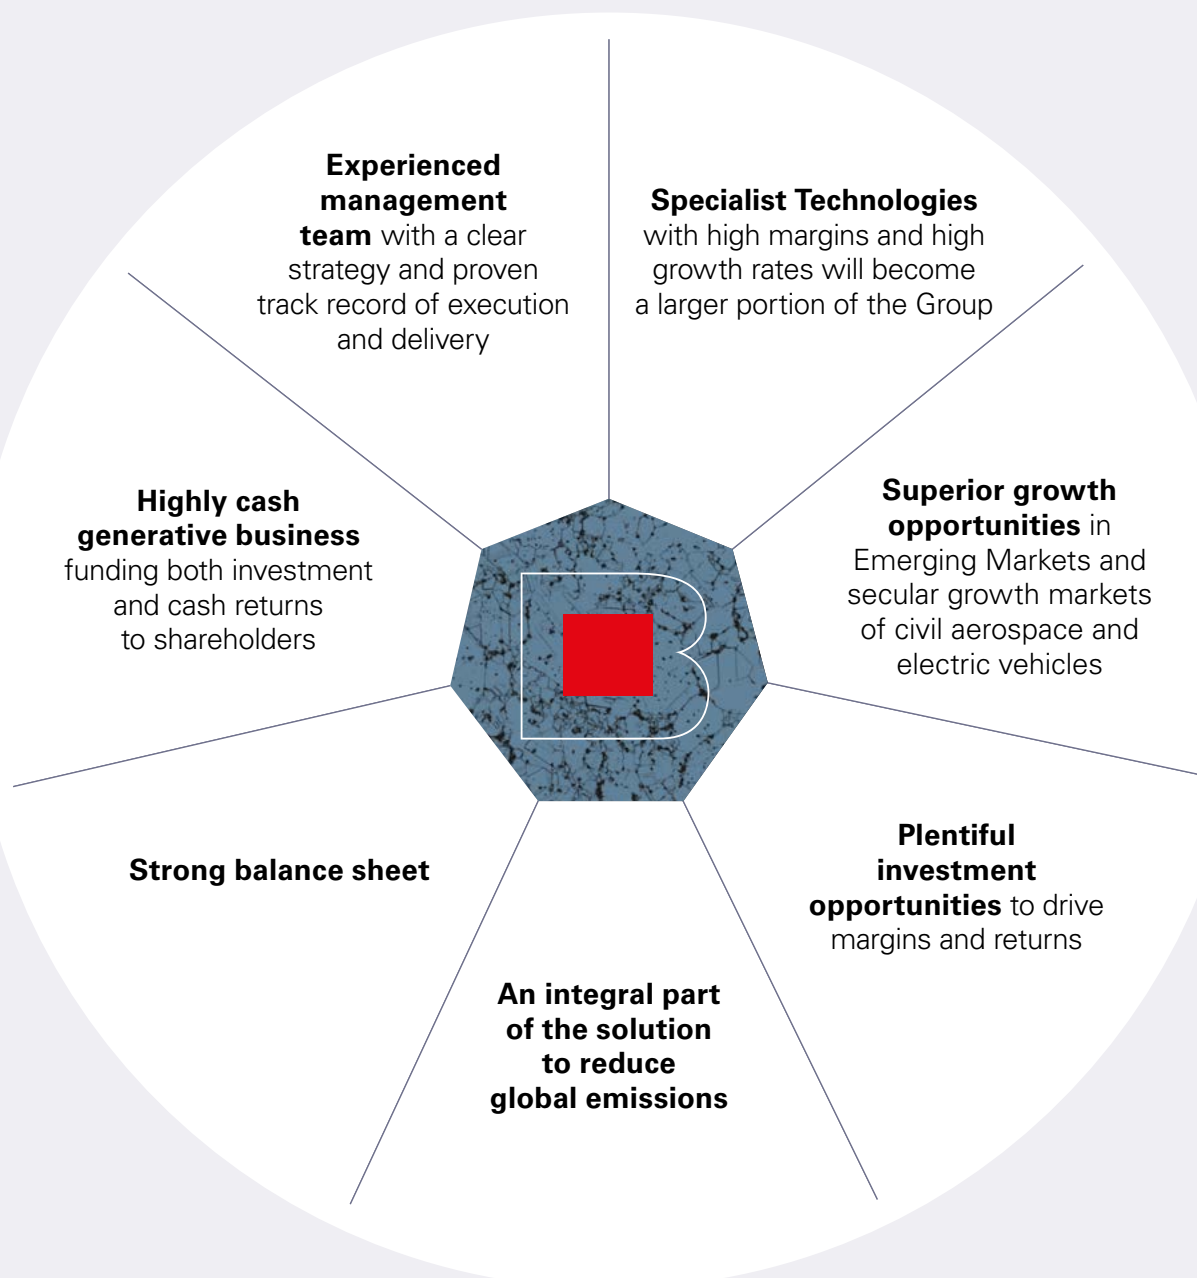 Experienced
management
team with a clear
strategy and proven
track record of execution
and delivery
Specialist Technologies
with high margins and high
growth rates will become
a larger portion of the Group
Superior growth
opportunities in
Emerging Markets and
secular growth markets
of civil aerospace and
electric vehicles
Plentiful
investment
opportunities to drive
margins and returns
An integral part
of the solution
to reduce
global emissions
Strong balance sheet
Highly cash
generative business
funding both investment
and cash returns
to shareholders
B